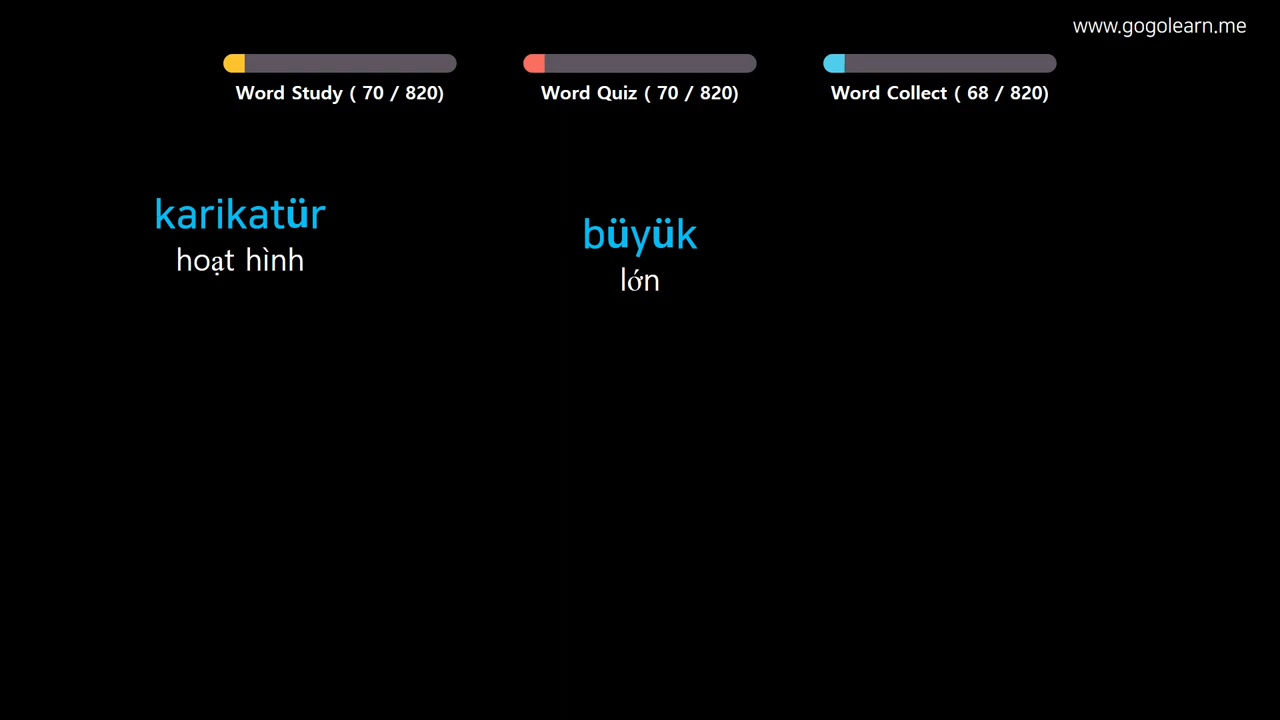 www.gogolearn.me
Word Study ( 70 / 820)
Word Quiz ( 70 / 820)
Word Collect ( 68 / 820)
karikatür
hoạt hình
büyük
lớn